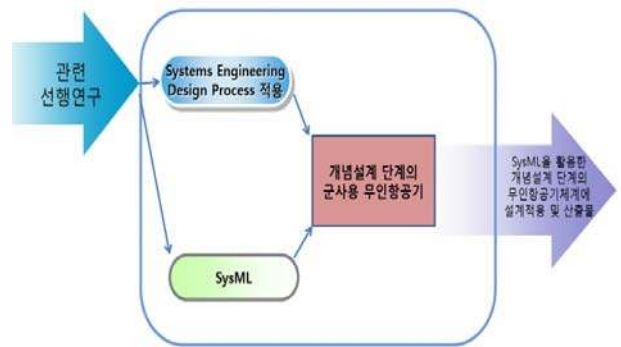 관련
선행연구
Systems Engineering
Design Process 적용
개념설계 단계의
군사용 무인항공기
SysML을 활용한
개념설계 단계의
무인항공기체계에
설계적용 및 산출물
SysML